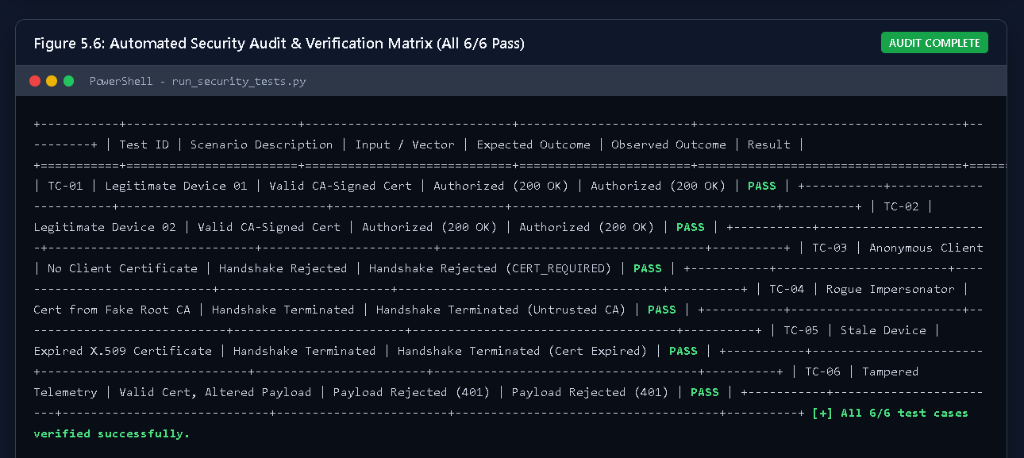 Figure 5.6: Automated Security Audit & Verification Matrix (All 6/6 Pass)
AUDIT COMPLETE
PowerShell - run_security_tests.py
+-----------+-----------------------+---------------------------+-----------------------+-----------------------------------+--
--------+ | Test ID | Scenario Description | Input / Vector | Expected Outcome | Observed Outcome | Result |
+===========+=======================+===========================+=======================+===================================+=====
| TC-01 | Legitimate Device 01 | Valid CA-Signed Cert | Authorized (200 OK) | Authorized (200 OK) | PASS | +-----------+------------
-----------+---------------------------+-----------------------+-----------------------------------+----------+ | TC-02 |
Legitimate Device 02 | Valid CA-Signed Cert | Authorized (200 OK) | Authorized (200 OK) | PASS | +-----------+----------------------
-+---------------------------+-----------------------+-----------------------------------+----------+ | TC-03 | Anonymous Client
| No Client Certificate | Handshake Rejected | Handshake Rejected (CERT_REQUIRED) | PASS | +-----------+-----------------------+----
-----------------------+-----------------------+-----------------------------------+----------+ | TC-04 | Rogue Impersonator |
Cert from Fake Root CA | Handshake Terminated | Handshake Terminated (Untrusted CA) | PASS | +-----------+-----------------------+--
-------------------------+-----------------------+-----------------------------------+----------+ | TC-05 | Stale Device |
Expired X.509 Certificate | Handshake Terminated | Handshake Terminated (Cert Expired) | PASS | +-----------+-----------------------
+---------------------------+-----------------------+-----------------------------------+----------+ | TC-06 | Tampered
Telemetry | Valid Cert, Altered Payload | Payload Rejected (401) | Payload Rejected (401) | PASS | +-----------+--------------------
---+---------------------------+-----------------------+-----------------------------------+----------+ [+] All 6/6 test cases
verified successfully.